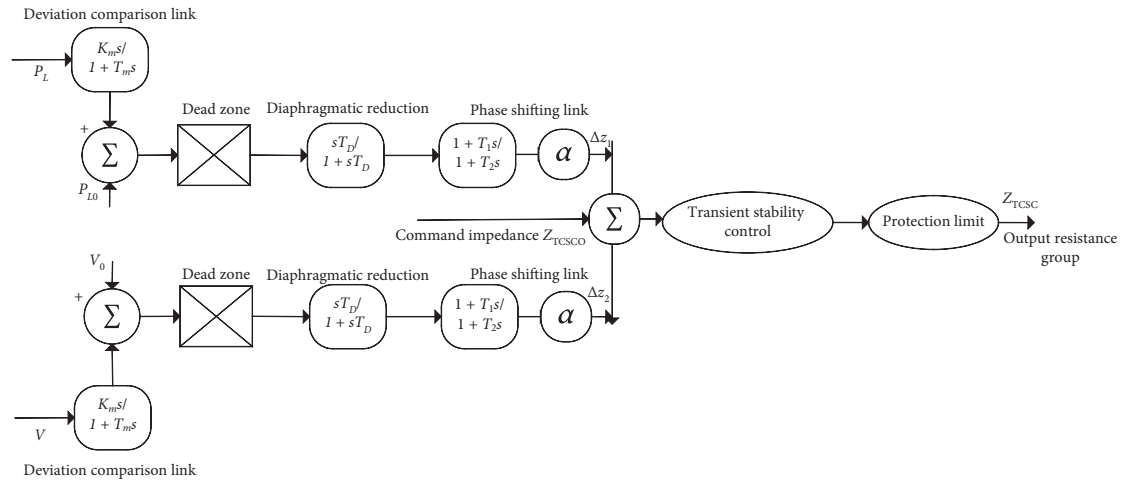 Deviation comparison link
K_m s/
1 + T_m s
P_L
+
Σ
P_L0
Dead zone
Diaphragmatic reduction
sT_D/
1 + sT_D
Phase shifting link
1 + T_1 s/
1 + T_2 s
α
Δz_1
Command impedance Z_TCSCO
Σ
Transient stability
control
Protection limit
Z_TCSC
Output resistance
group
V_0
+
Σ
Dead zone
Diaphragmatic reduction
sT_D/
1 + sT_D
Phase shifting link
1 + T_1 s/
1 + T_2 s
α
Δz_2
K_m s/
1 + T_m s
V
Deviation comparison link